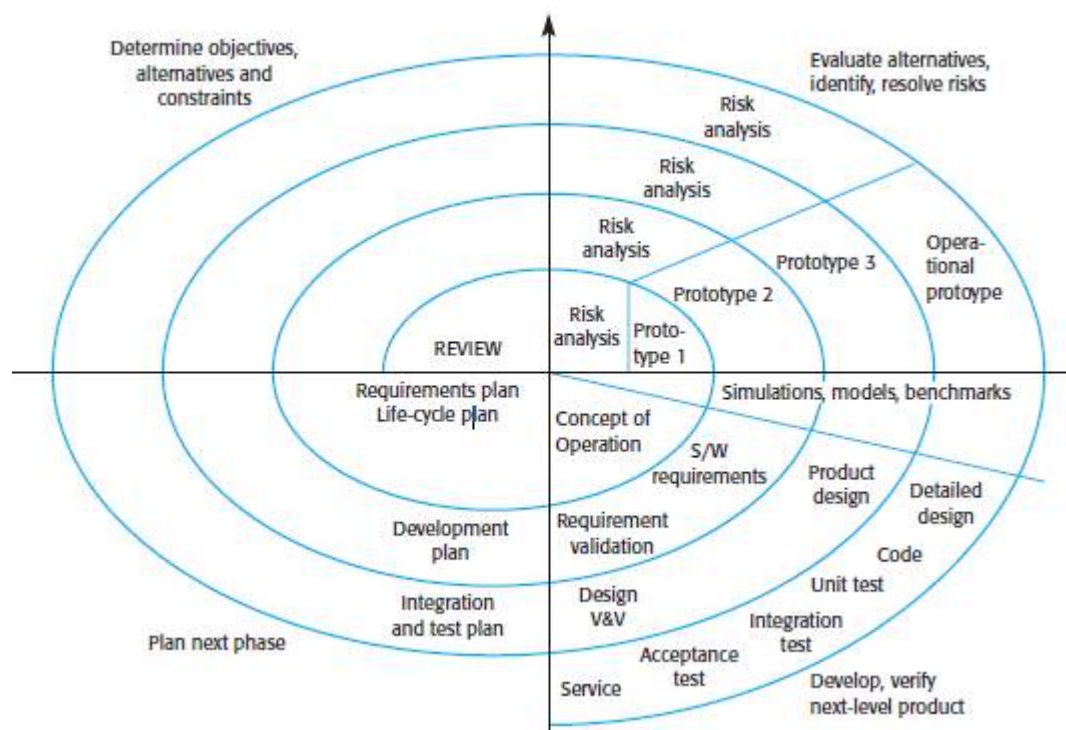 Determine objectives,
alternatives and
constraints
Evaluate alternatives,
identify, resolve risks
Risk
analysis
Risk
analysis
Risk
analysis
Risk
analysis
Proto-
type 1
Prototype 2
Prototype 3
Opera-
tional
protoype
REVIEW
Requirements plan
Life-cycle plan
Simulations, models, benchmarks
Concept of
Operation
S/W
requirements
Product
design
Detailed
design
Development
plan
Requirement
validation
Code
Unit test
Integration
and test plan
Design
V&V
Integration
test
Plan next phase
Acceptance
test
Service
Develop, verify
next-level product